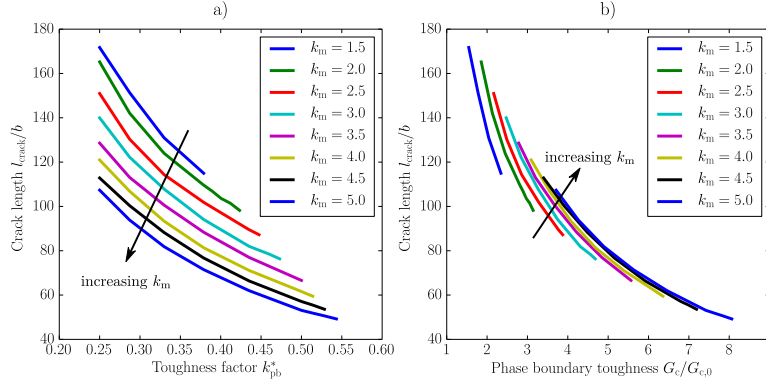 a)
180
160
140
120
100
80
60
40
0.20 0.25 0.30 0.35 0.40 0.45 0.50 0.55 0.60
Crack length l_crack/b
Toughness factor k*_pb
increasing k_m
k_m = 1.5
k_m = 2.0
k_m = 2.5
k_m = 3.0
k_m = 3.5
k_m = 4.0
k_m = 4.5
k_m = 5.0
b)
180
160
140
120
100
80
60
40
1 2 3 4 5 6 7 8
Crack length l_crack/b
Phase boundary toughness G_c/G_c,0
increasing k_m
k_m = 1.5
k_m = 2.0
k_m = 2.5
k_m = 3.0
k_m = 3.5
k_m = 4.0
k_m = 4.5
k_m = 5.0